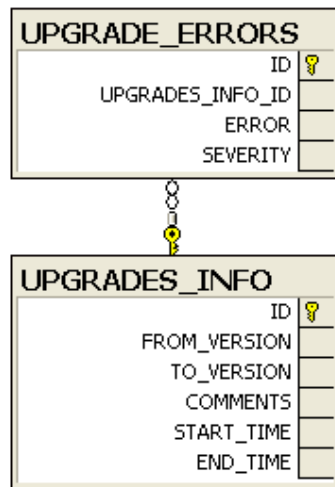 UPGRADE_ERRORS
ID
UPGRADES_INFO_ID
ERROR
SEVERITY
UPGRADES_INFO
ID
FROM_VERSION
TO_VERSION
COMMENTS
START_TIME
END_TIME